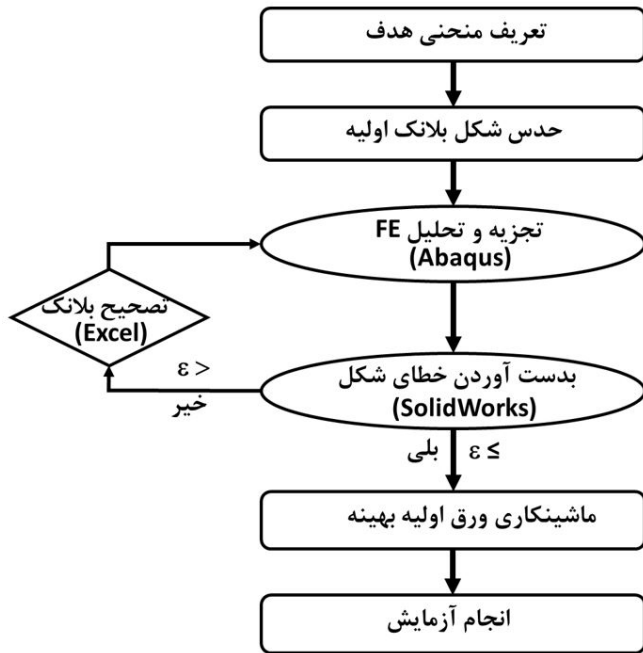 تعریف منحنی هدف
حدس شکل بلانک اولیه
تجزیه و تحلیل FE
(Abaqus)
تصحیح بلانک
(Excel)
بدست آوردن خطای شکل
(SolidWorks)
ε >
خیر
بلی
ε ≤
ماشینکاری ورق اولیه بهینه
انجام آزمایش